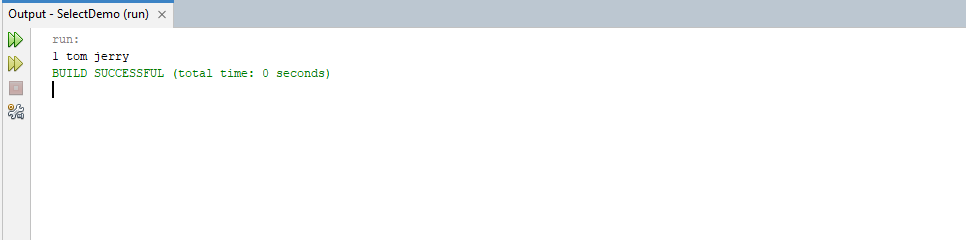 Output - SelectDemo (run) ×
run:
1 tom jerry
BUILD SUCCESSFUL (total time: 0 seconds)